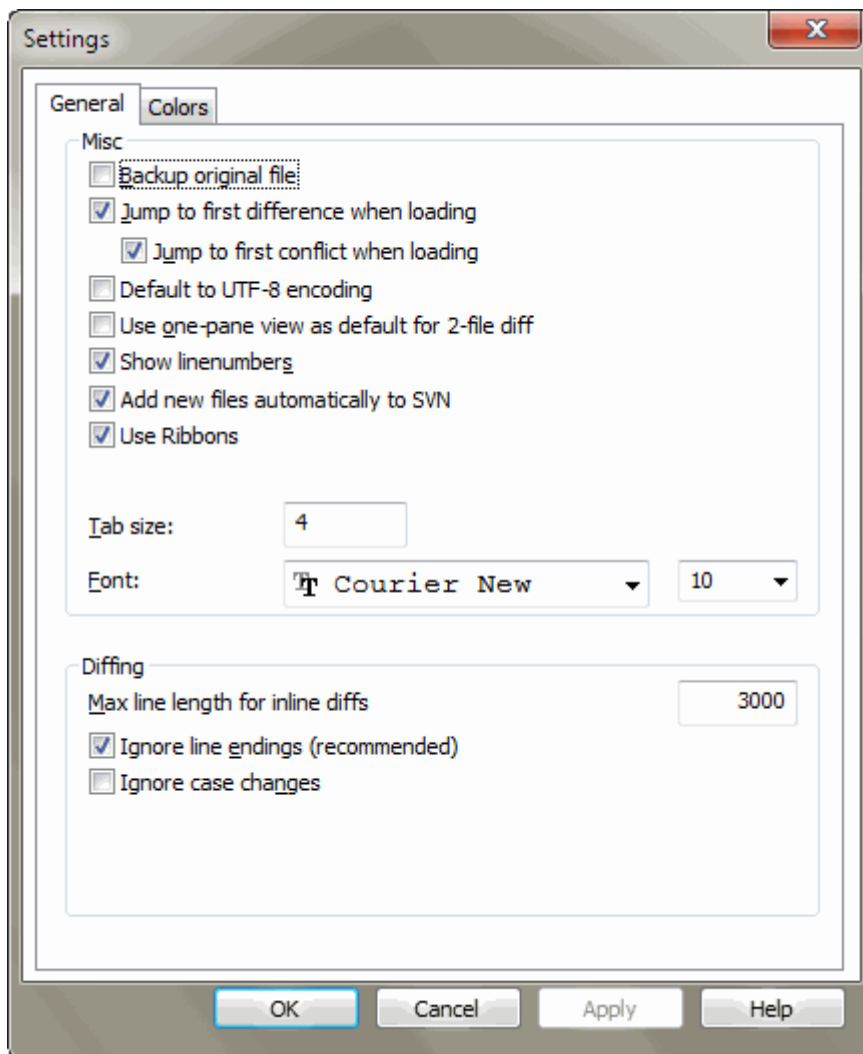 Settings
General Colors
Misc
Backup original file
Jump to first difference when loading
Jump to first conflict when loading
Default to UTF-8 encoding
Use one-pane view as default for 2-file diff
Show linenumbers
Add new files automatically to SVN
Use Ribbons
Tab size: 4
Font: Courier New 10
Diffing
Max line length for inline diffs 3000
Ignore line endings (recommended)
Ignore case changes
OK Cancel Apply Help